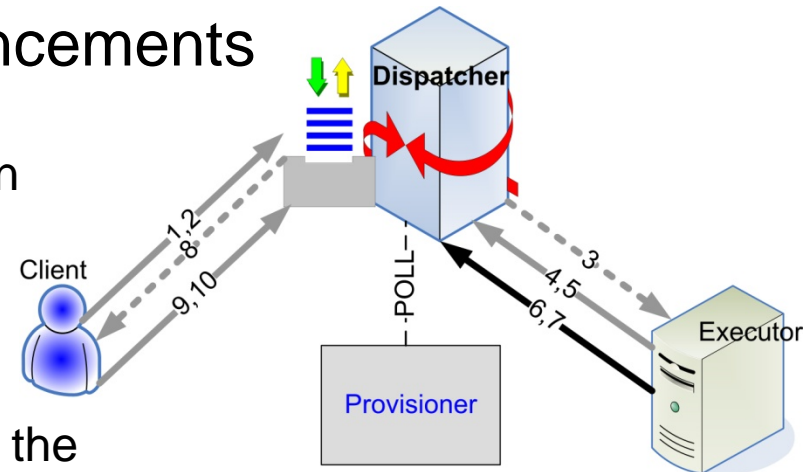 ncements
Dispatcher
1,2
8
9,10
Client
POLL
3
4,5
6,7
Executor
Provisioner
the